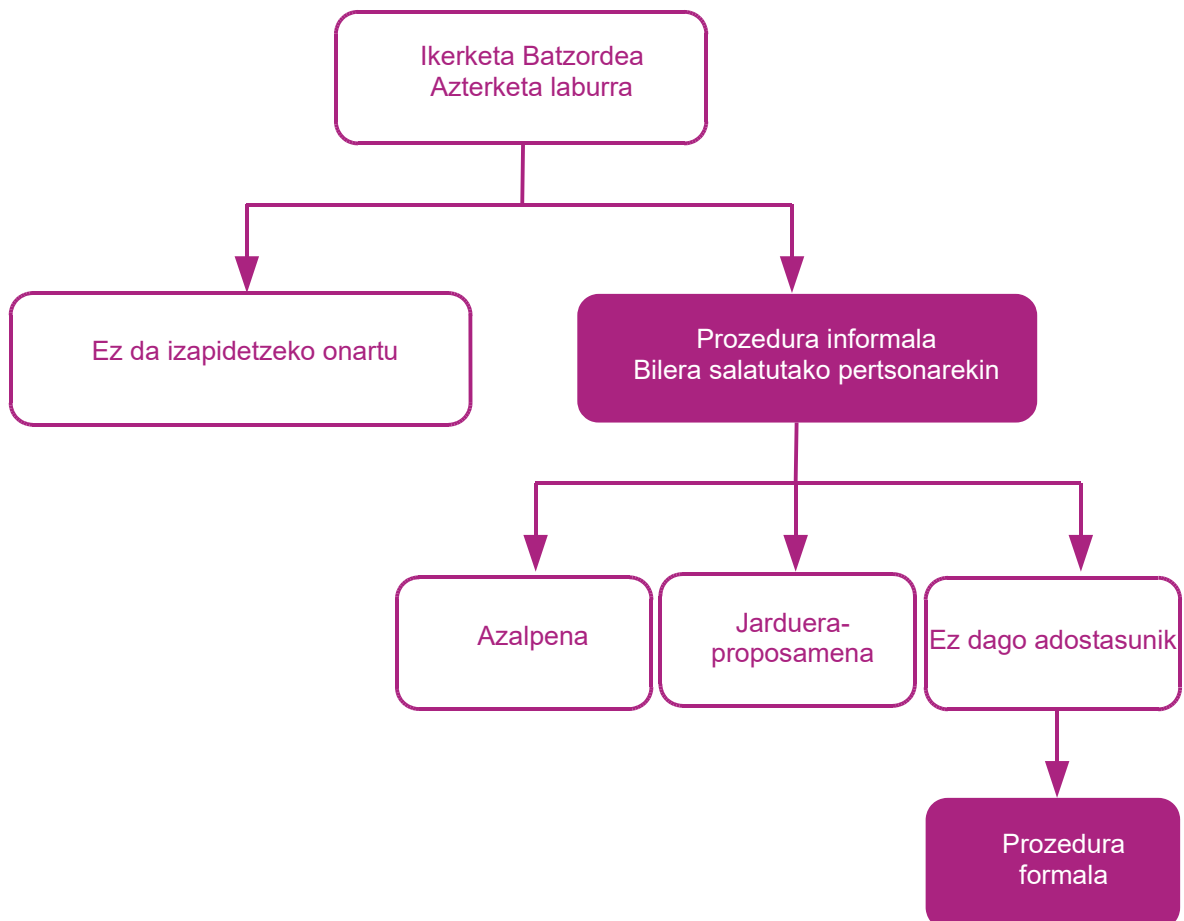 Ikerketa Batzordea
Azterketa laburra
Ez da izapidetzeko onartu
Prozedura informala
Bilera salatutako pertsonarekin
Azalpena
Jarduera-
proposamena
Ez dago adostasunik
Prozedura
formala